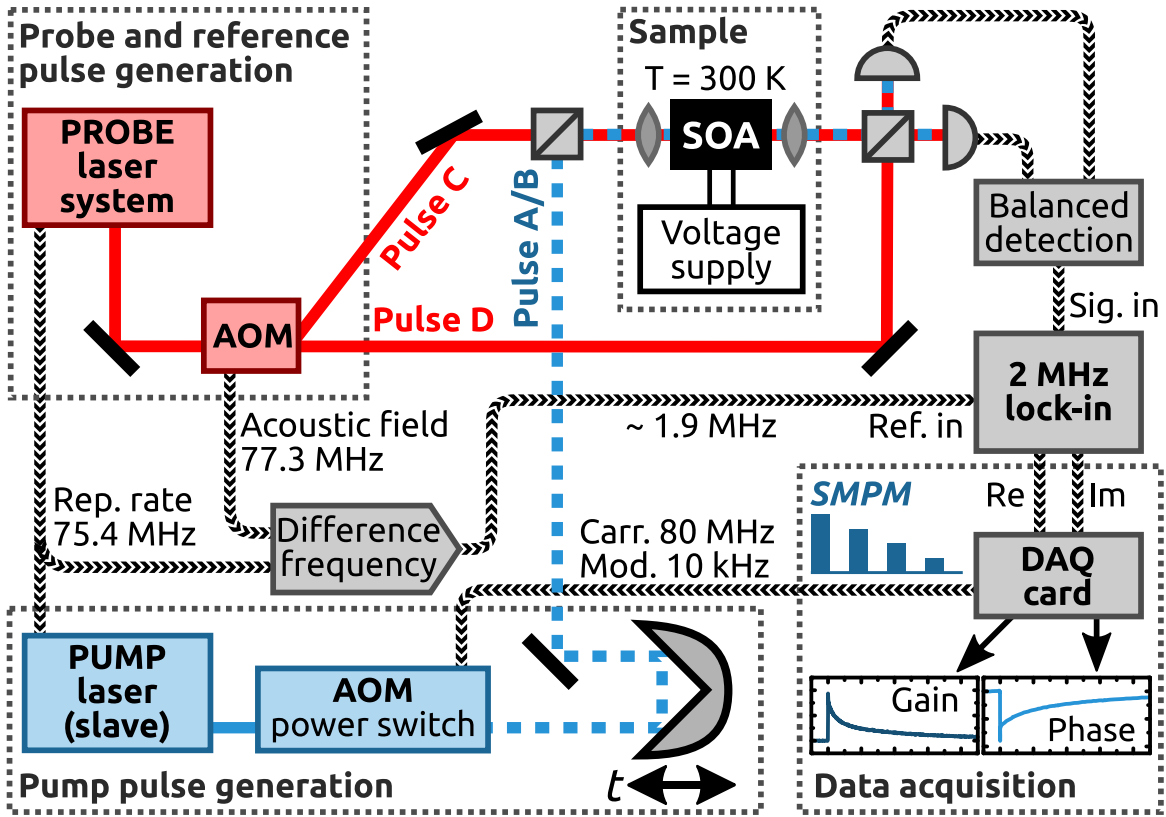 Probe and reference
pulse generation
PROBE
laser
system
AOM
Pulse C
Pulse D
Pulse A/B
Sample
T = 300 K
SOA
Voltage
supply
Balanced
detection
Sig. in
2 MHz
lock-in
Ref. in
~ 1.9 MHz
Acoustic field
77.3 MHz
Rep. rate
75.4 MHz
Difference
frequency
Carr. 80 MHz
Mod. 10 kHz
Re
Im
SMPM
DAQ
card
Gain
Phase
Data acquisition
PUMP
laser
(slave)
AOM
power switch
t
Pump pulse generation